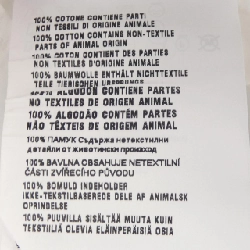 100% COTONE CONTIENE PARTI
NON TESSILI DI ORIGINE ANIMALE
100% COTTON CONTAINS NON-TEXTILE
PARTS OF ANIMAL ORIGIN
100% COTON CONTIENT DES PARTIES
NON TEXTILES D'ORIGINE ANIMALE
100% BAUMWOLLE ENTHÄLT NICHTTEXTILE
TEILE TIERISCHEN URSPRUNGS
100% ALGODÓN CONTIENE PARTES
NO TEXTILES DE ORIGEN ANIMAL
100% ALGODÃO CONTÉM PARTES
NÃO TÊXTEIS DE ORIGEM ANIMAL
100% ПАМУК Съдържа нетекстилни
детайли от животински произход
100% BAVLNA OBSAHUJE NETEXTILNÍ
ČÁSTI ZVÍŘECÍHO PŮVODU
100% BOMULD INDEHOLDER
IKKE-TEKSTILBASEREDE DELE AF ANIMALSK
OPRINDELSE
100% PUUVILLA SISÄLTÄÄ MUUTA KUIN
TEKSTIILIÄ OLEVIA ELÄINPERÄISIÄ OSIA